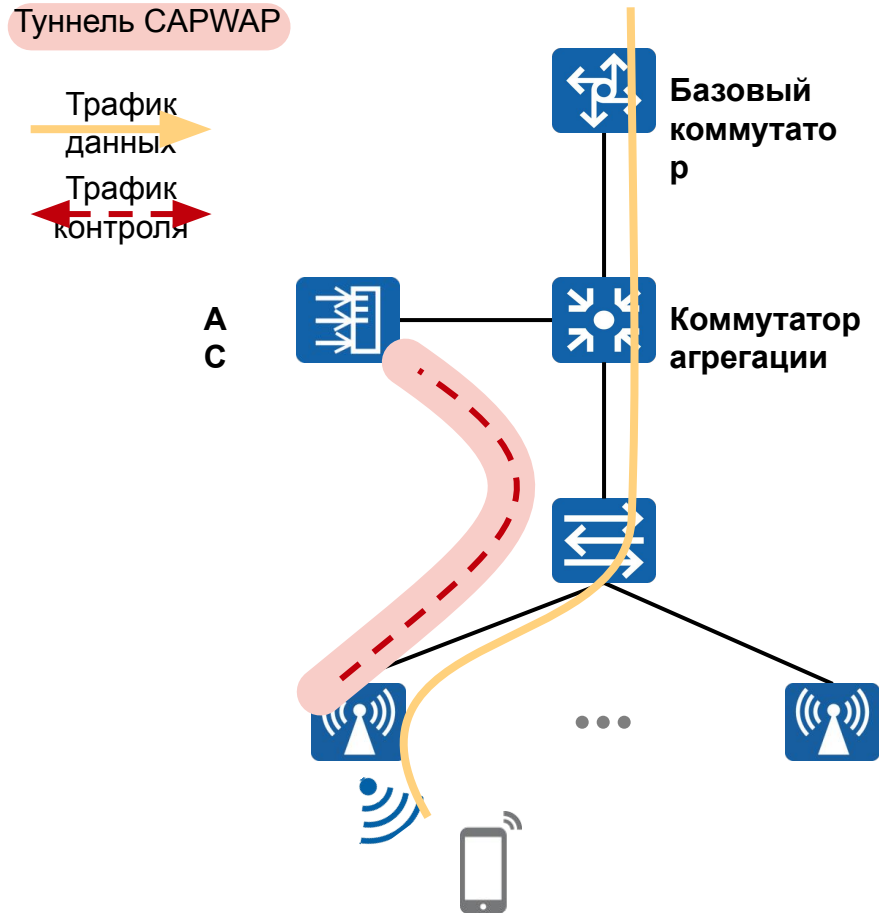 Туннель CAPWAP
Трафик
данных
Трафик
контроля
Базовый
коммутато
р
А
С
Коммутатор
агрегации